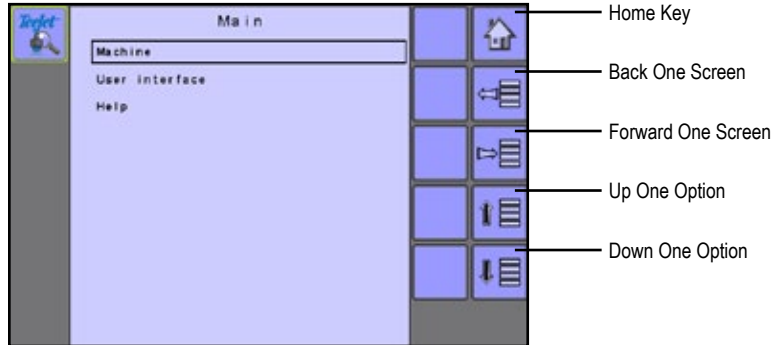 TeeJet
Main
Machine
User interface
Help
Home Key
Back One Screen
Forward One Screen
Up One Option
Down One Option